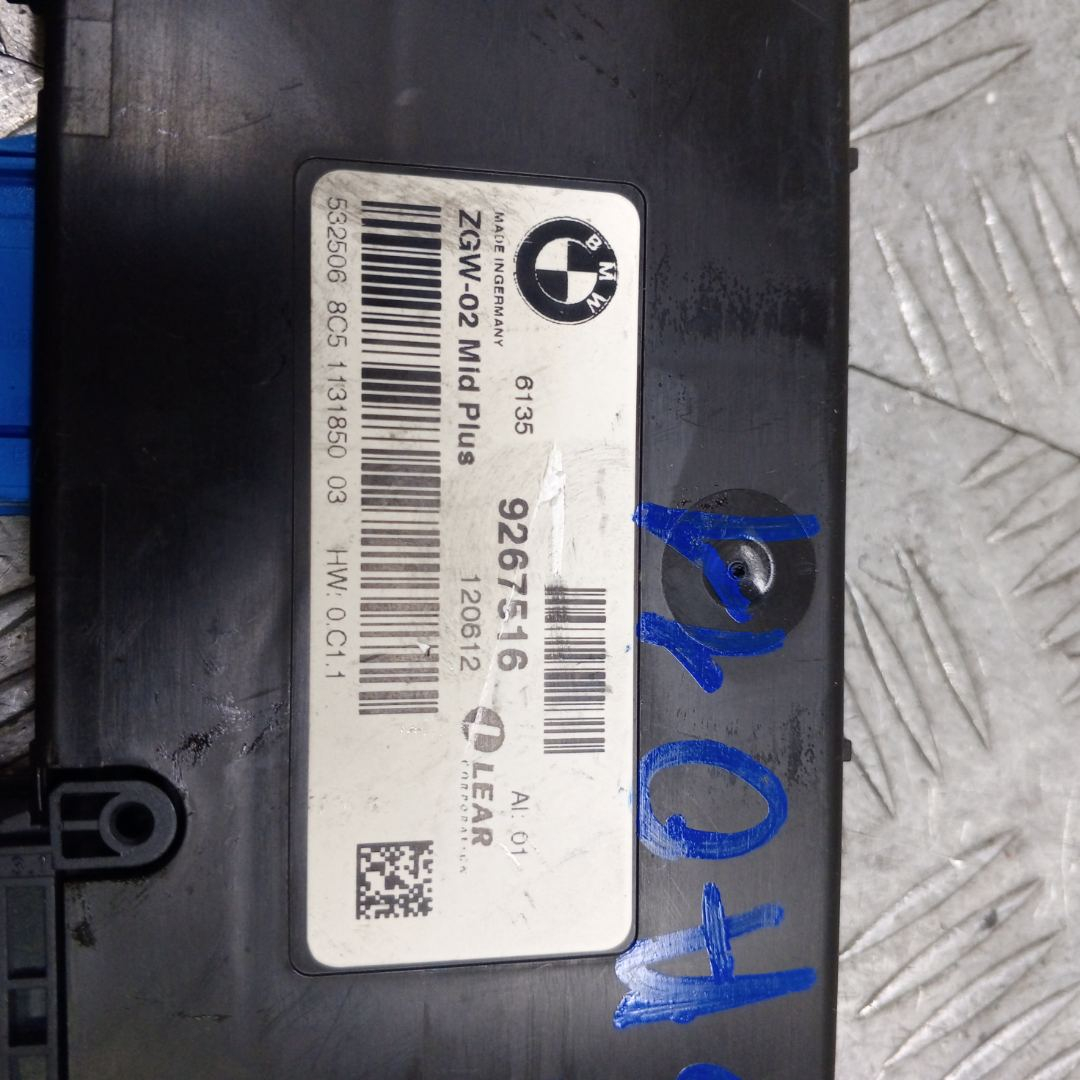 BMW
6135 9267516 AI: 01
MADE IN GERMANY
ZGW-02 Mid Plus 120612 LEAR
CORPORATION
532506 8C5 1131850 03 HW: 0.C1.1